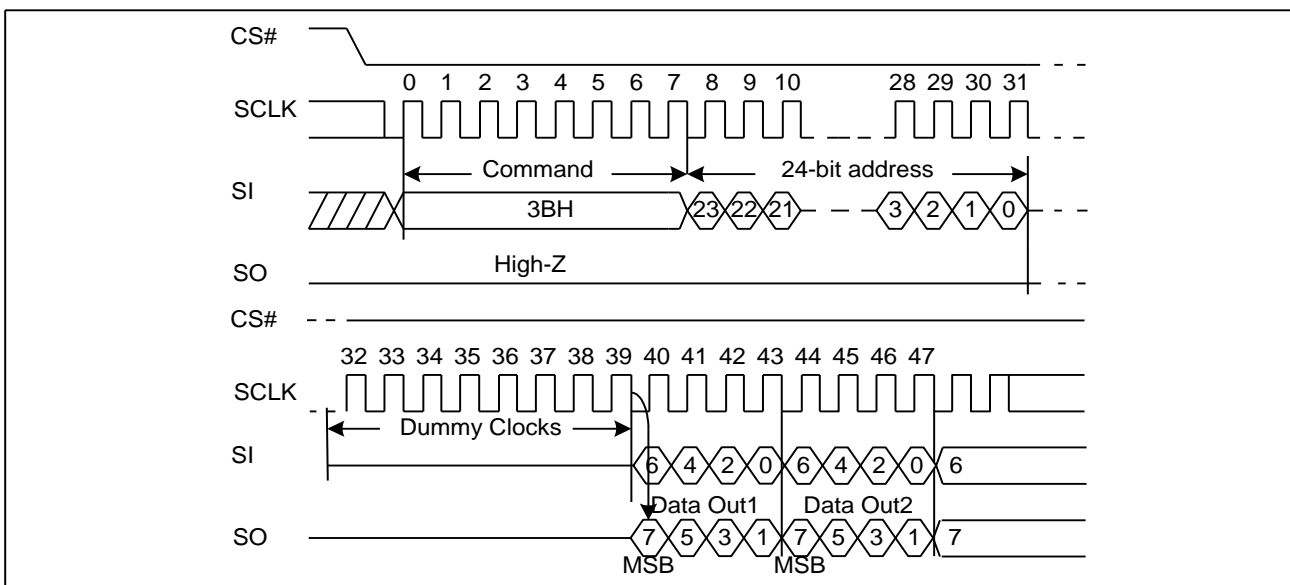 CS#
0 1 2 3 4 5 6 7 8 9 10 28 29 30 31
SCLK
Command 24-bit address
SI
3BH 23 22 21 3 2 1 0
High-Z
SO
CS#
32 33 34 35 36 37 38 39 40 41 42 43 44 45 46 47
SCLK
Dummy Clocks
SI
6 4 2 0 6 4 2 0 6
Data Out1 Data Out2
SO
7 5 3 1 7 5 3 1 7
MSB MSB